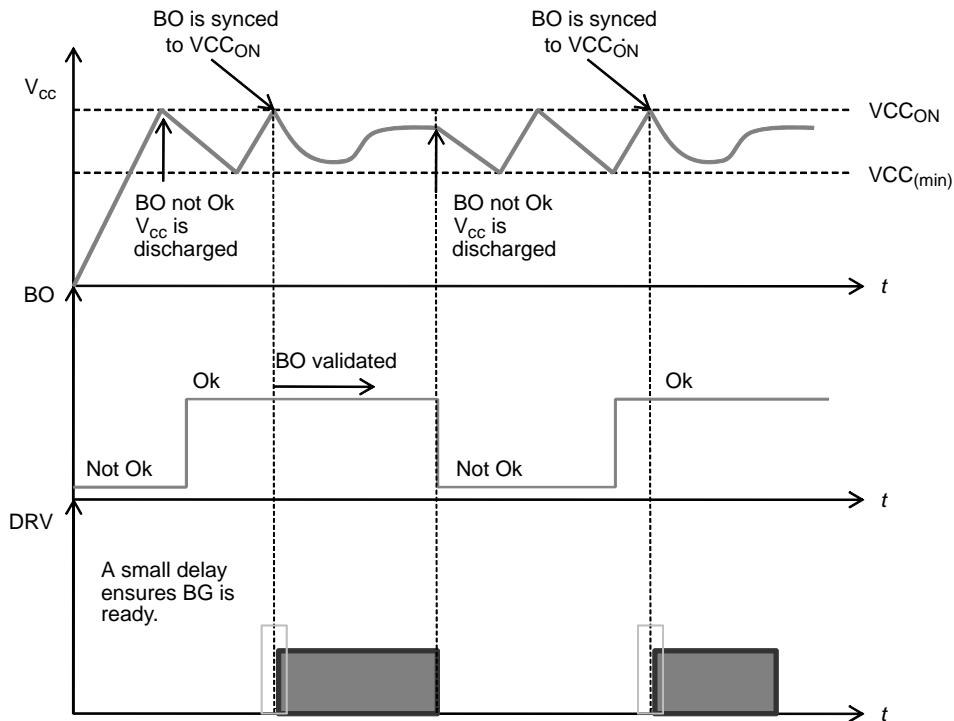 BO is synced
to VCCON
BO is synced
to VCCON
Vcc
VCCON
VCC(min)
BO not Ok
Vcc is
discharged
BO not Ok
Vcc is
discharged
t
BO
BO validated
Ok
Ok
Not Ok
Not Ok
t
DRV
A small delay
ensures BG is
ready.
t